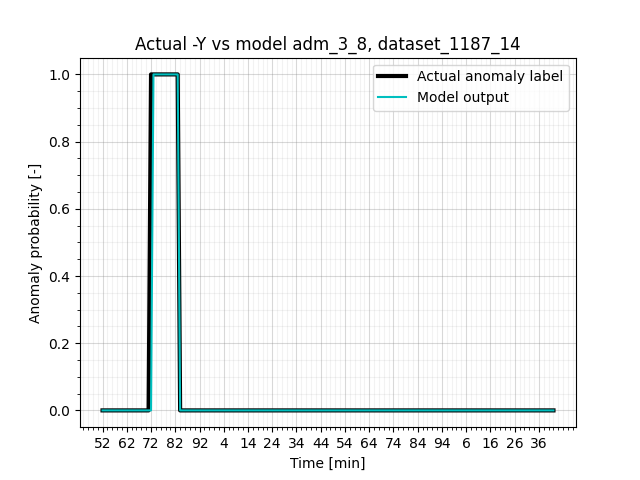 Actual -Y vs model adm_3_8, dataset_1187_14
Actual anomaly label
Model output
Anomaly probability [-]
1.0
0.8
0.6
0.4
0.2
0.0
52 62 72 82 92 4 14 24 34 44 54 64 74 84 94 6 16 26 36
Time [min]